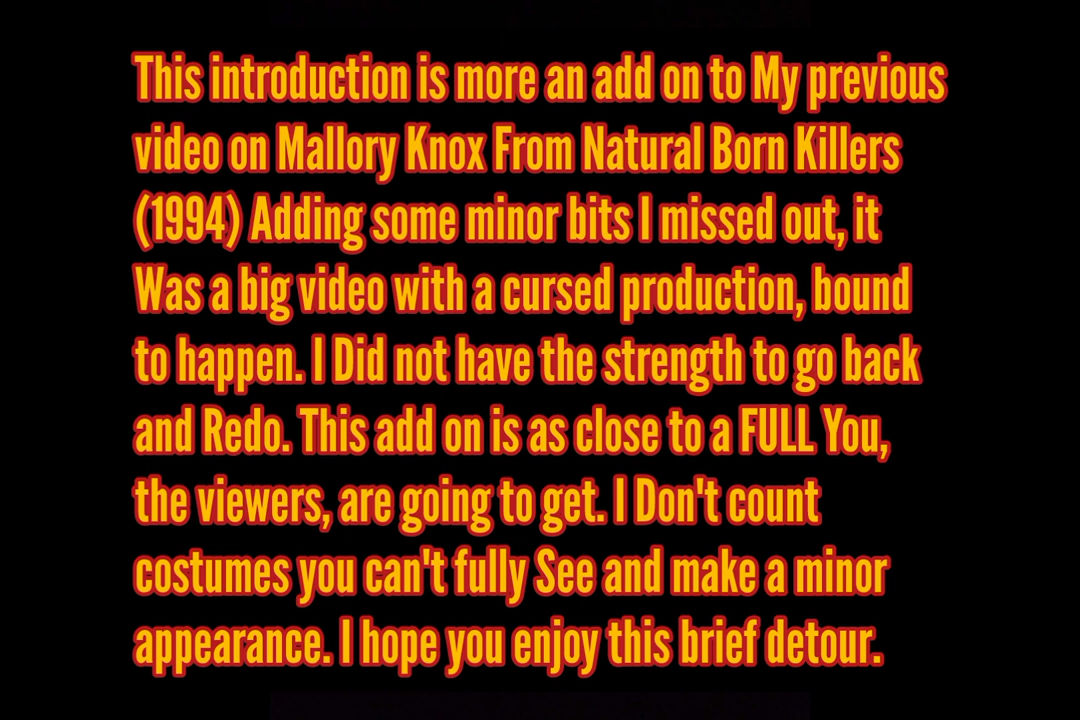 This introduction is more an add on to My previous
video on Mallory Knox From Natural Born Killers
(1994) Adding some minor bits I missed out, it
Was a big video with a cursed production, bound
to happen. I Did not have the strength to go back
and Redo. This add on is as close to a FULL You,
the viewers, are going to get. I Don't count
costumes you can't fully See and make a minor
appearance. I hope you enjoy this brief detour.